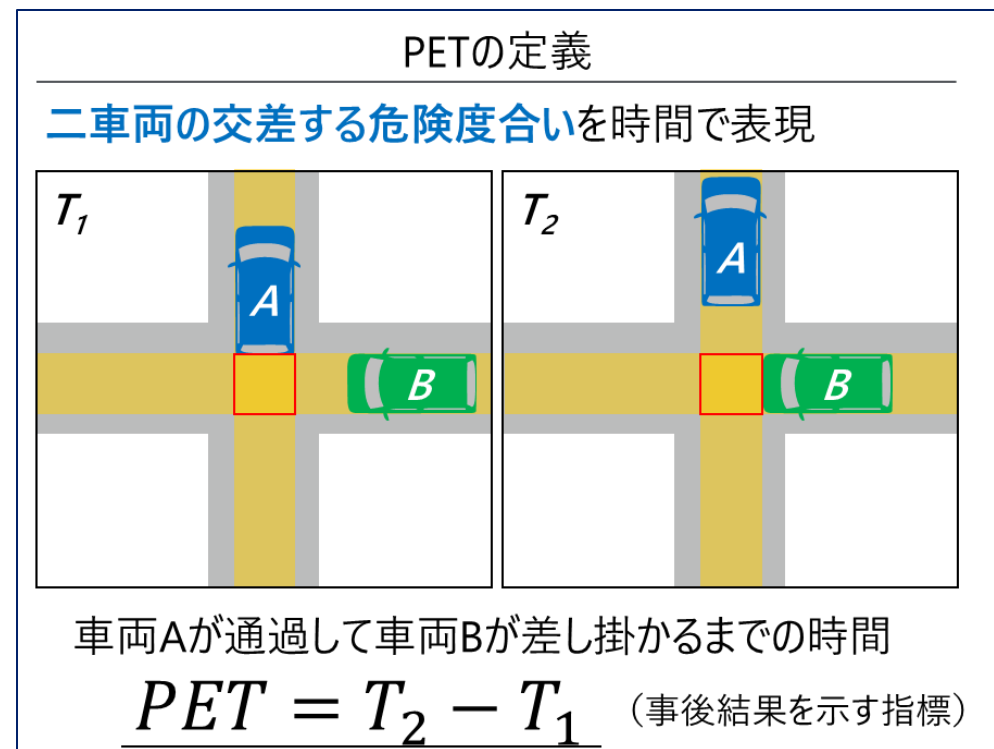 PETの定義
二車両の交差する危険度合いを時間で表現
T₁
T₂
A
A
B
B
車両Aが通過して車両Bが差し掛かるまでの時間
PET = T₂ − T₁ （事後結果を示す指標）